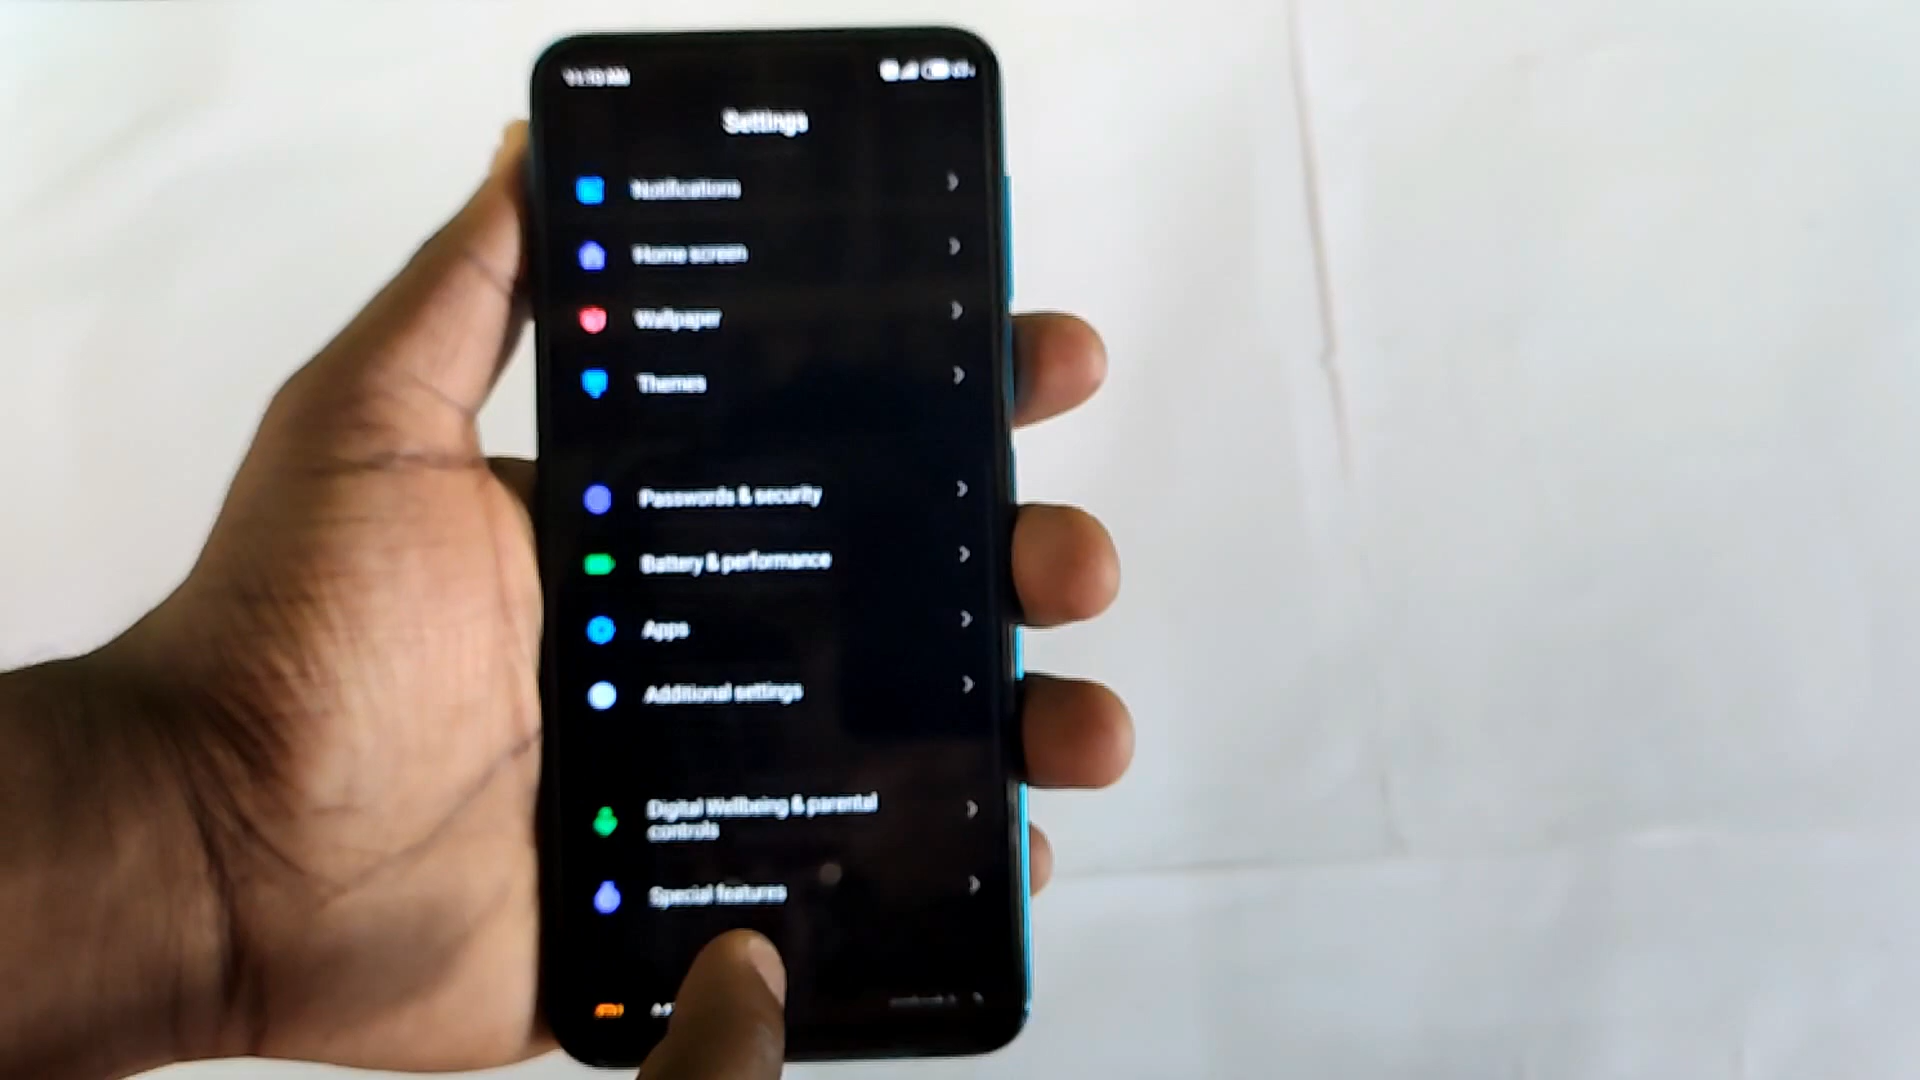 Settings
Notifications
Home screen
Wallpaper
Themes
Passwords & security
Battery & performance
Apps
Additional settings
Digital Wellbeing & parental
controls
Special features